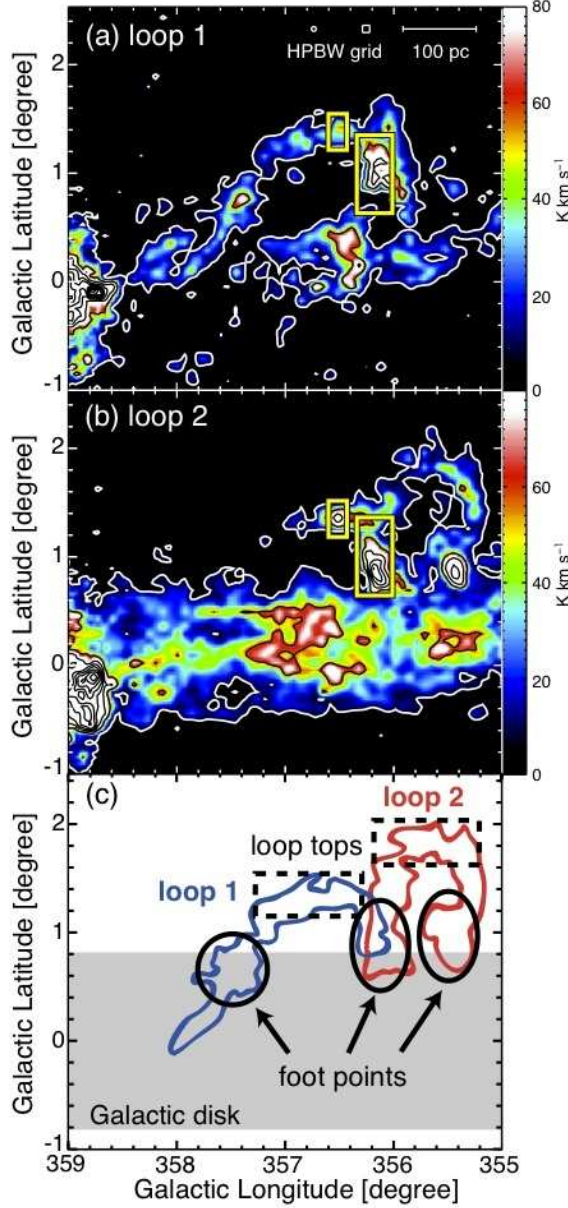 (a) loop 1
HPBW grid
100 pc
Galactic Latitude [degree]
2
1
0
-1
80
60
40
20
0
K km s⁻¹
(b) loop 2
Galactic Latitude [degree]
2
1
0
-1
60
40
20
0
K km s⁻¹
(c)
loop 2
loop tops
loop 1
foot points
Galactic disk
Galactic Latitude [degree]
2
1
0
-1
359
358
357
356
355
Galactic Longitude [degree]